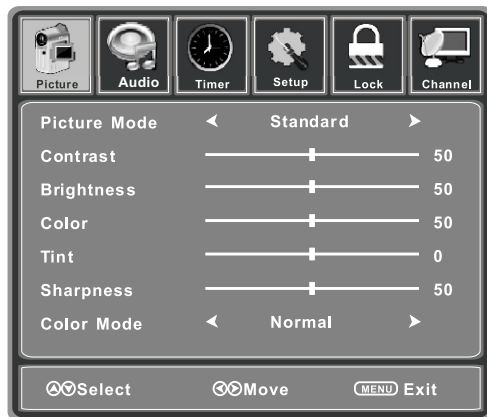 Picture Audio Timer Setup Lock Channel
Picture Mode Standard
Contrast 50
Brightness 50
Color 50
Tint 0
Sharpness 50
Color Mode Normal
Select Move MENU Exit